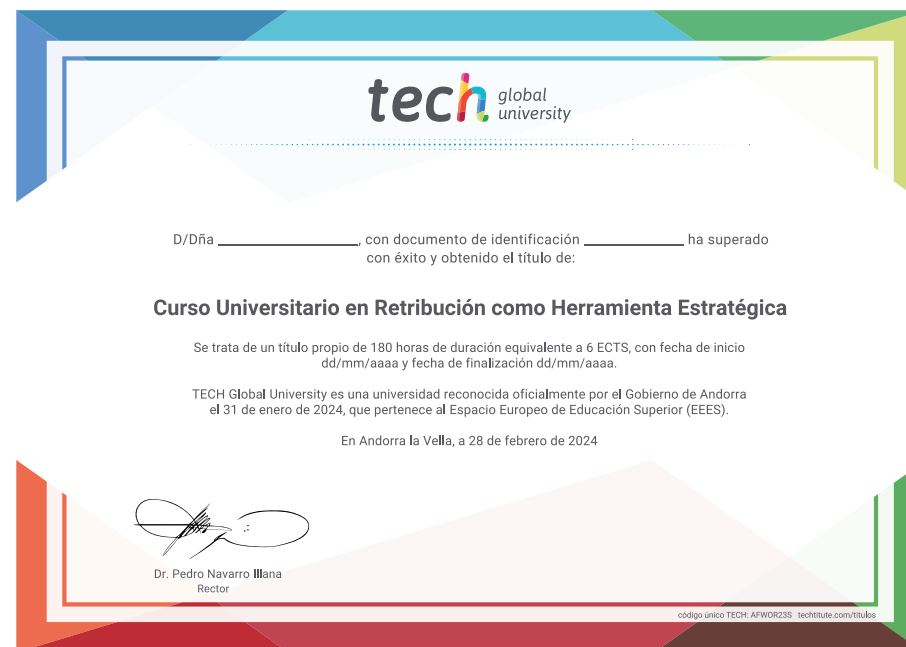 tech global university
D/Dña ________________, con documento de identificación ____________ ha superado
con éxito y obtenido el título de:
Curso Universitario en Retribución como Herramienta Estratégica
Se trata de un título propio de 180 horas de duración equivalente a 6 ECTS, con fecha de inicio
dd/mm/aaaa y fecha de finalización dd/mm/aaaa.
TECH Global University es una universidad reconocida oficialmente por el Gobierno de Andorra
el 31 de enero de 2024, que pertenece al Espacio Europeo de Educación Superior (EEES).
En Andorra la Vella, a 28 de febrero de 2024
Dr. Pedro Navarro Illana
Rector
código único TECH: AFWOR23S techtitute.com/titulos